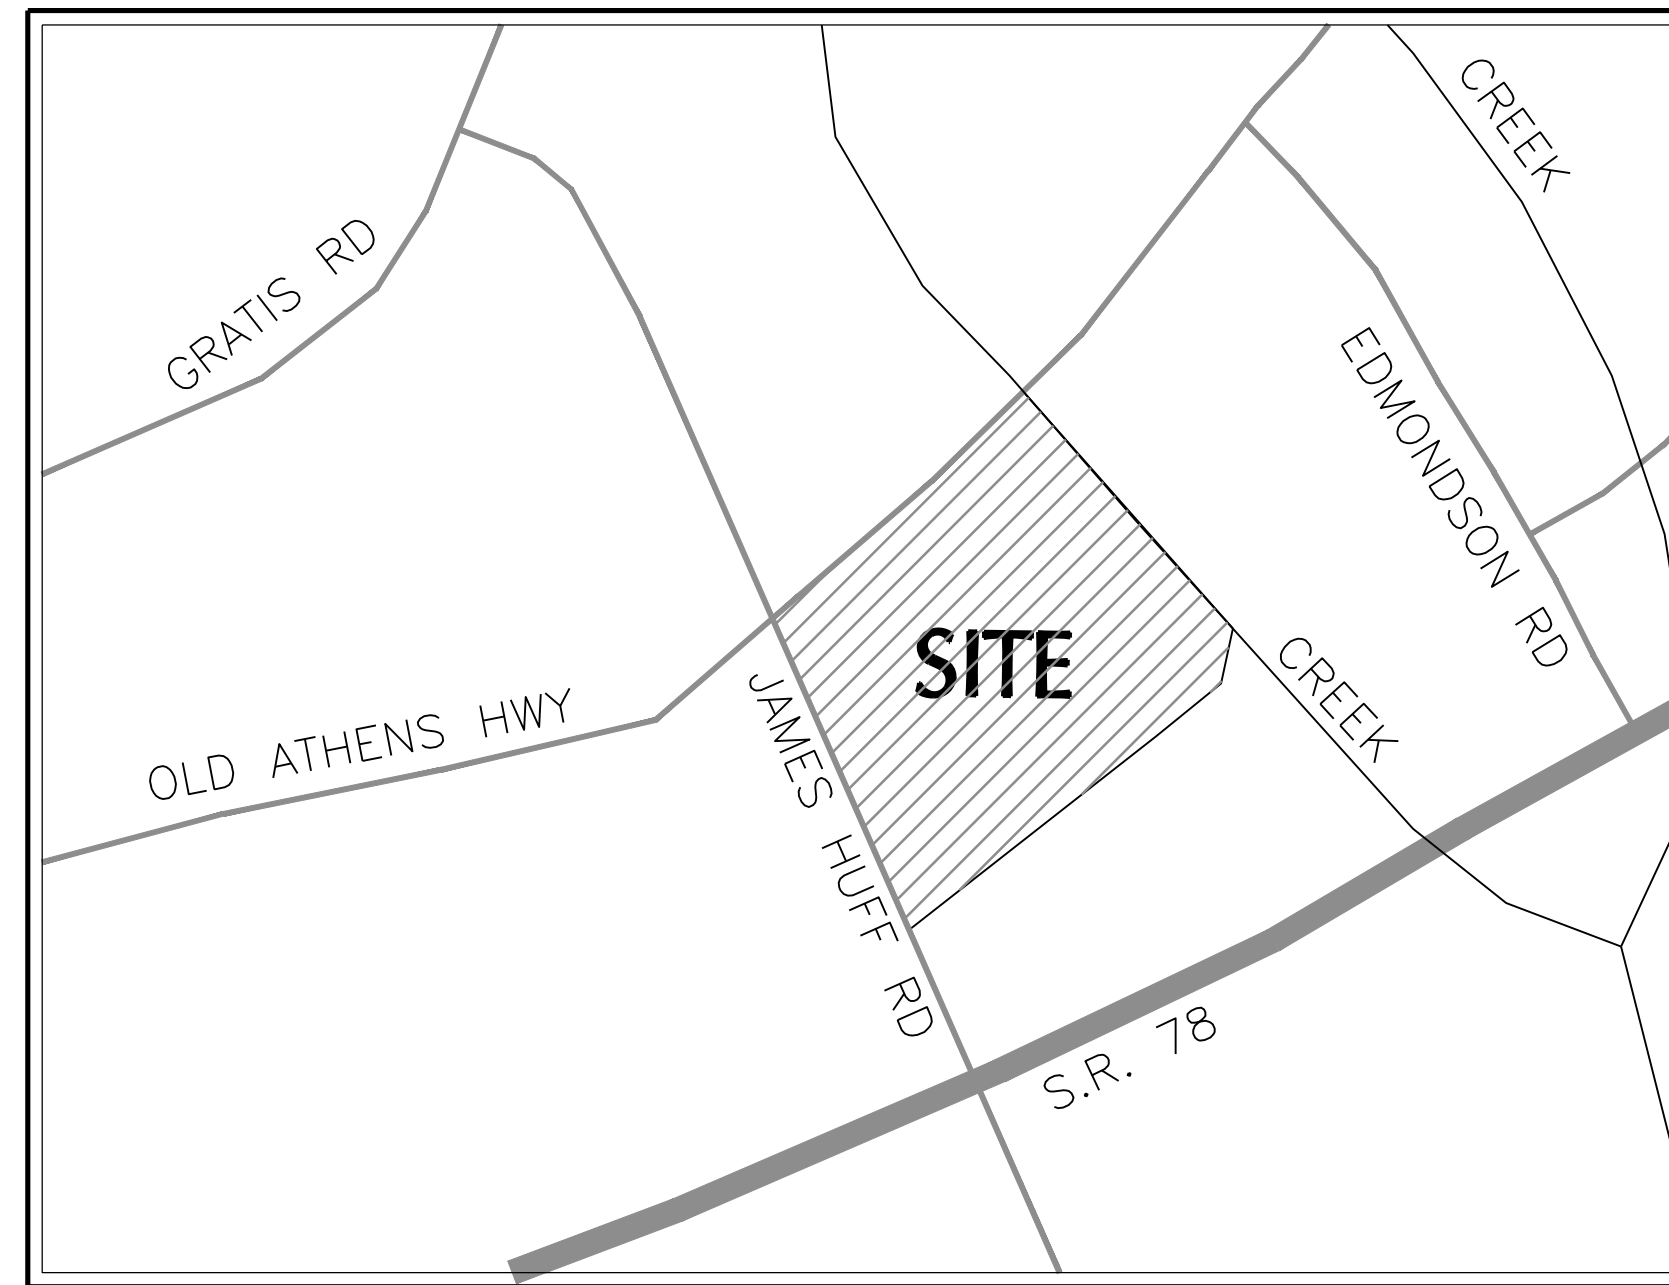 CREEK
GRATIS RD
EDMONDSON RD
SITE
CREEK
OLD ATHENS HWY
JAMES HUFF RD
S.R. 78